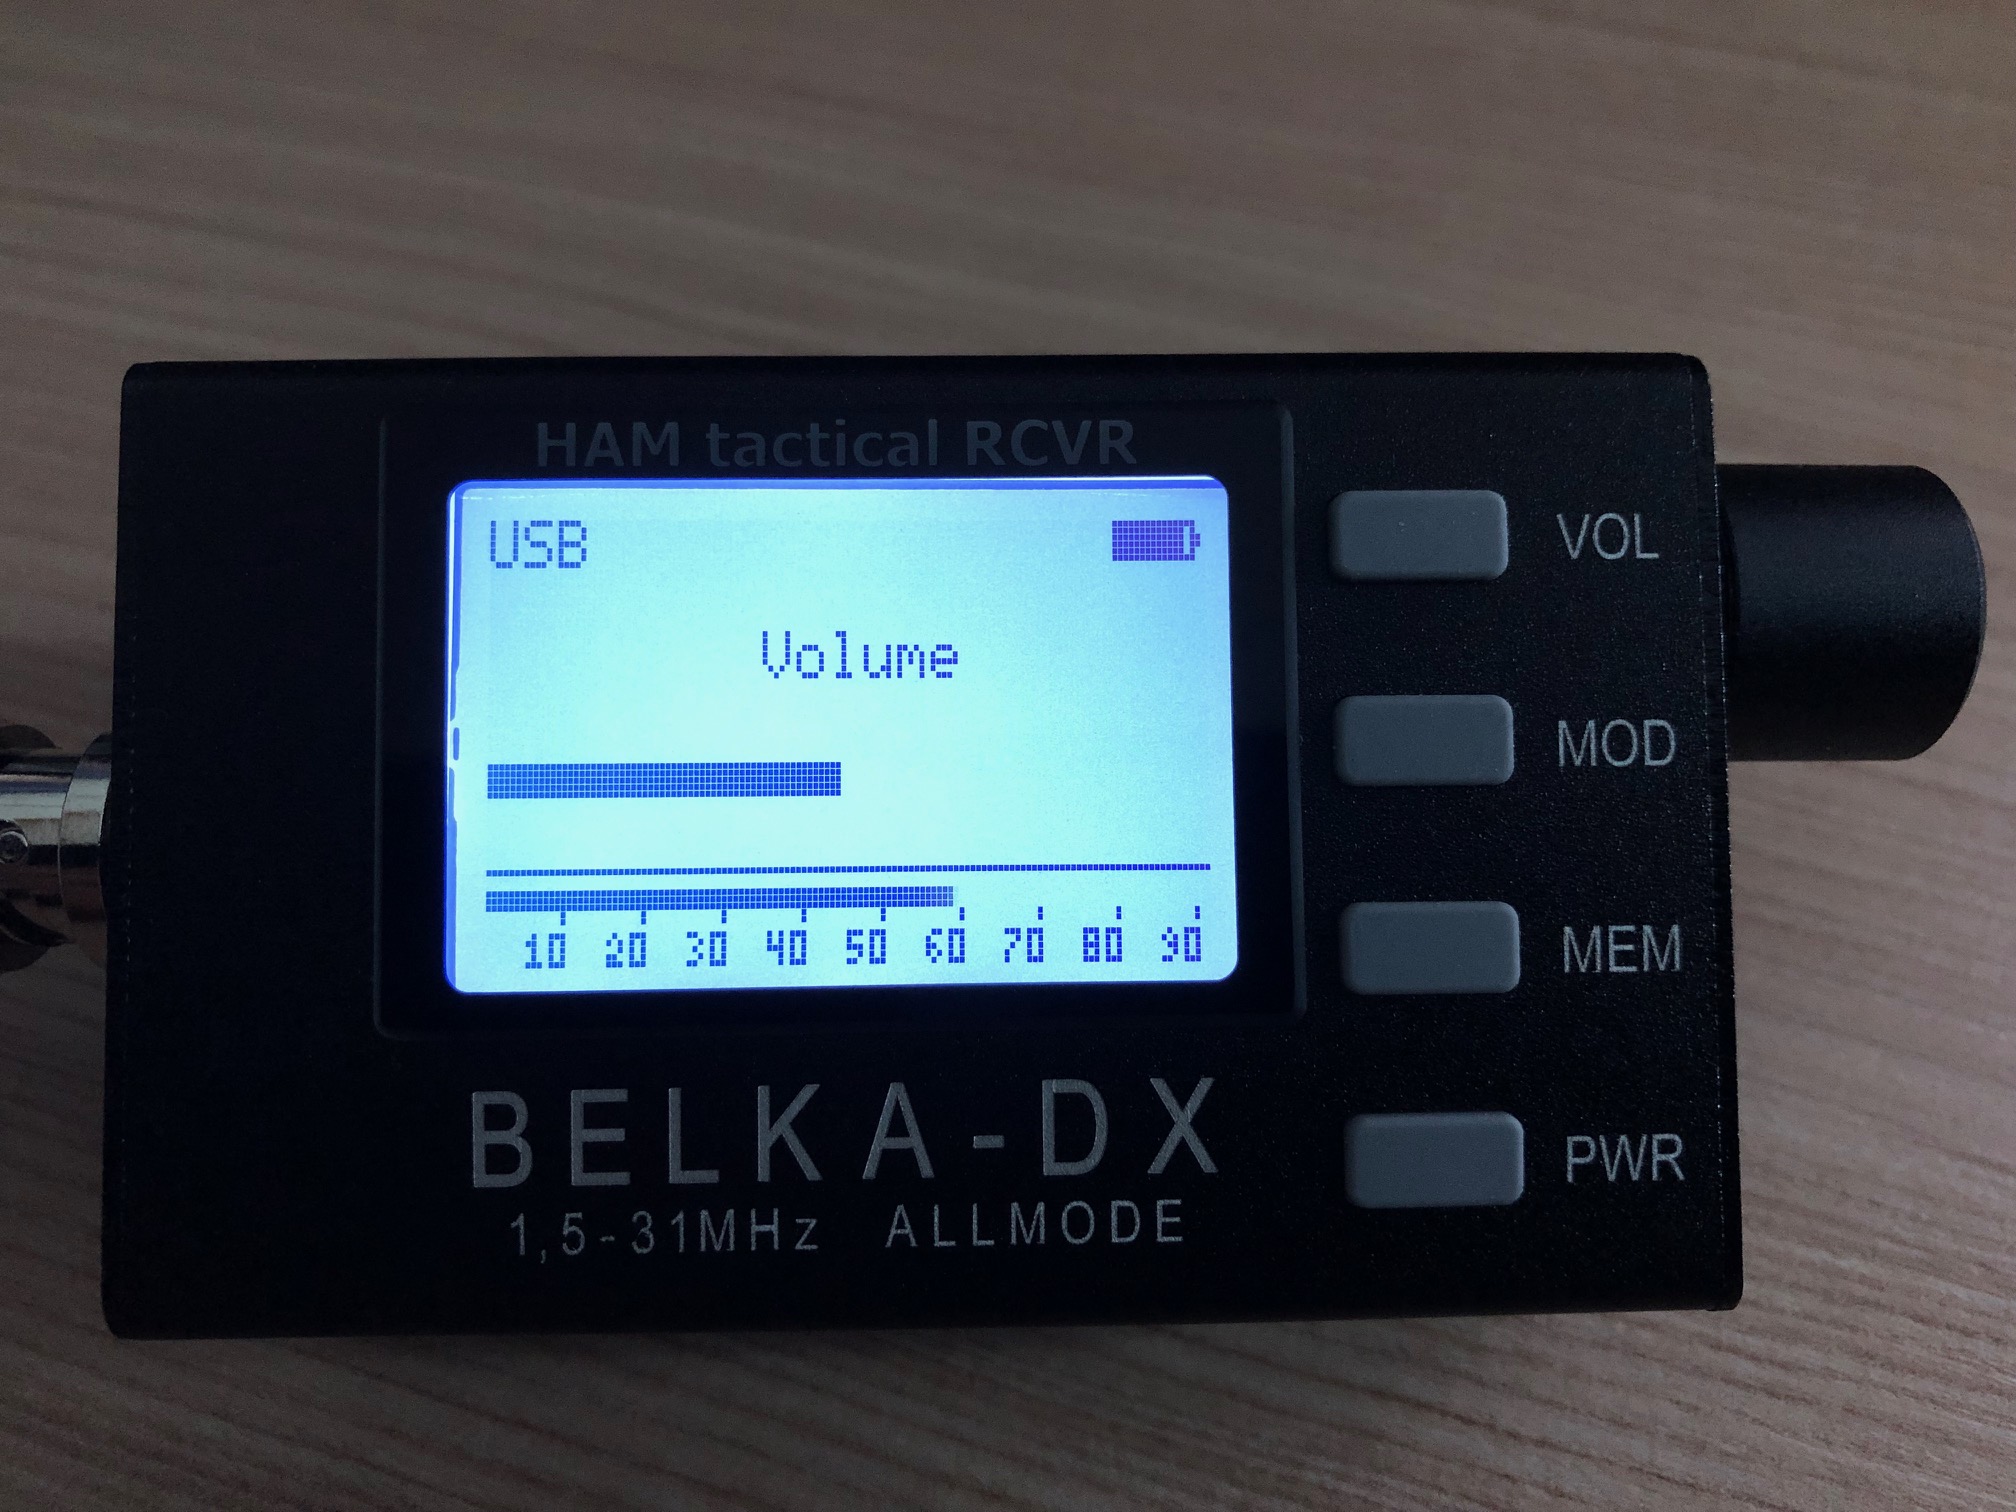 HAM tactical RCVR
USB
Volume
10 20 30 40 50 60 70 80 90
BELKA-DX
1,5-31MHz ALLMODE
VOL
MOD
MEM
PWR